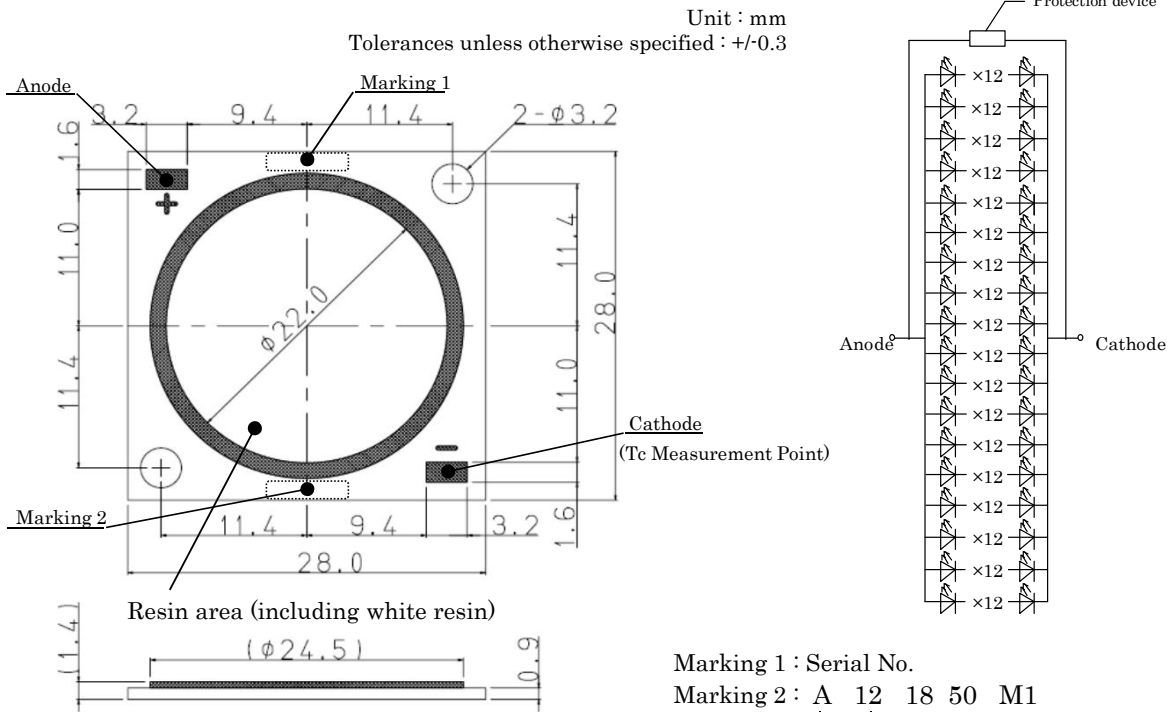 Protection device
Unit : mm
Tolerances unless otherwise specified : +/-0.3
Anode
Marking 1
3.2
9.4
11.4
2-φ3.2
1.6
+
11.0
11.4
φ22.0
11.4
28.0
11.0
Cathode
(Tc Measurement Point)
Marking 2
11.4
9.4
3.2
1.6
28.0
Resin area (including white resin)
(1.4)
(φ24.5)
0.9
×12
×12
×12
×12
×12
×12
×12
×12
×12
Anode
Cathode
×12
×12
×12
×12
×12
×12
×12
×12
×12
Marking 1 : Serial No.
Marking 2 : A 12 18 50 M1